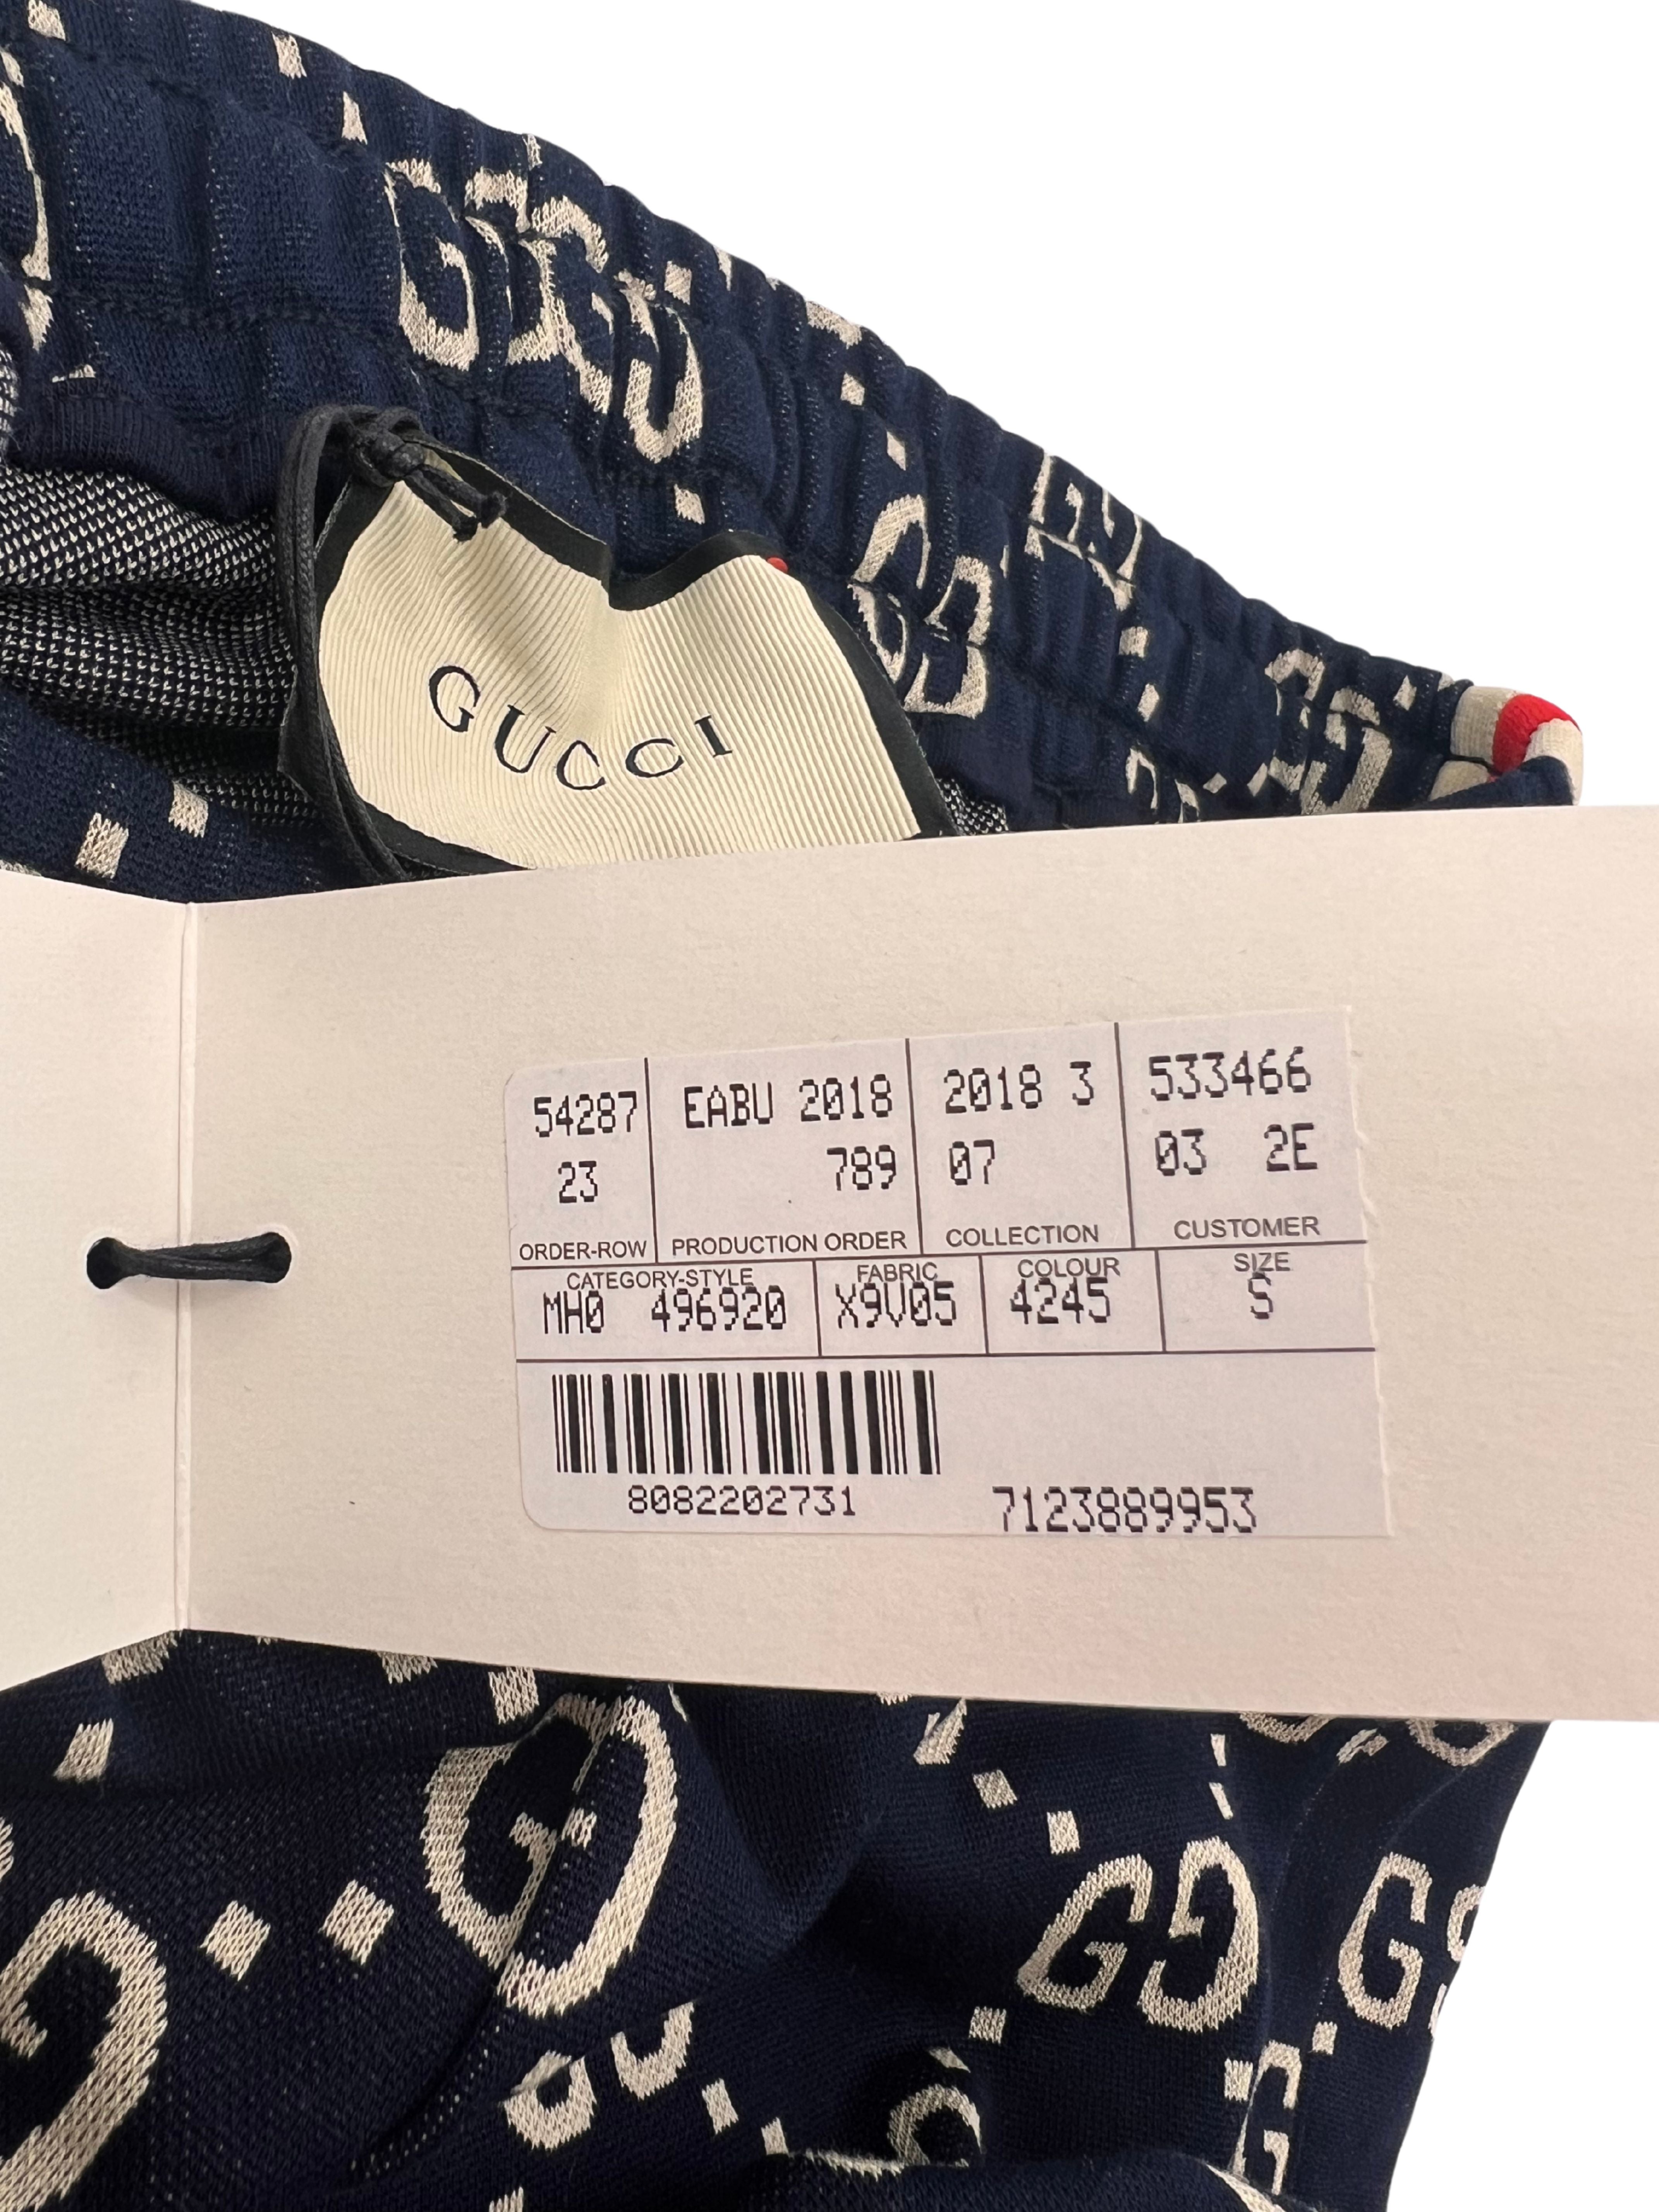 GUCCI
54287 EABU 2018 2018 3 533466
23 789 07 03 2E
ORDER-ROW PRODUCTION ORDER COLLECTION CUSTOMER
CATEGORY-STYLE FABRIC COLOUR SIZE
MH0 496920 X9V05 4245 S
8082202731 7123889953